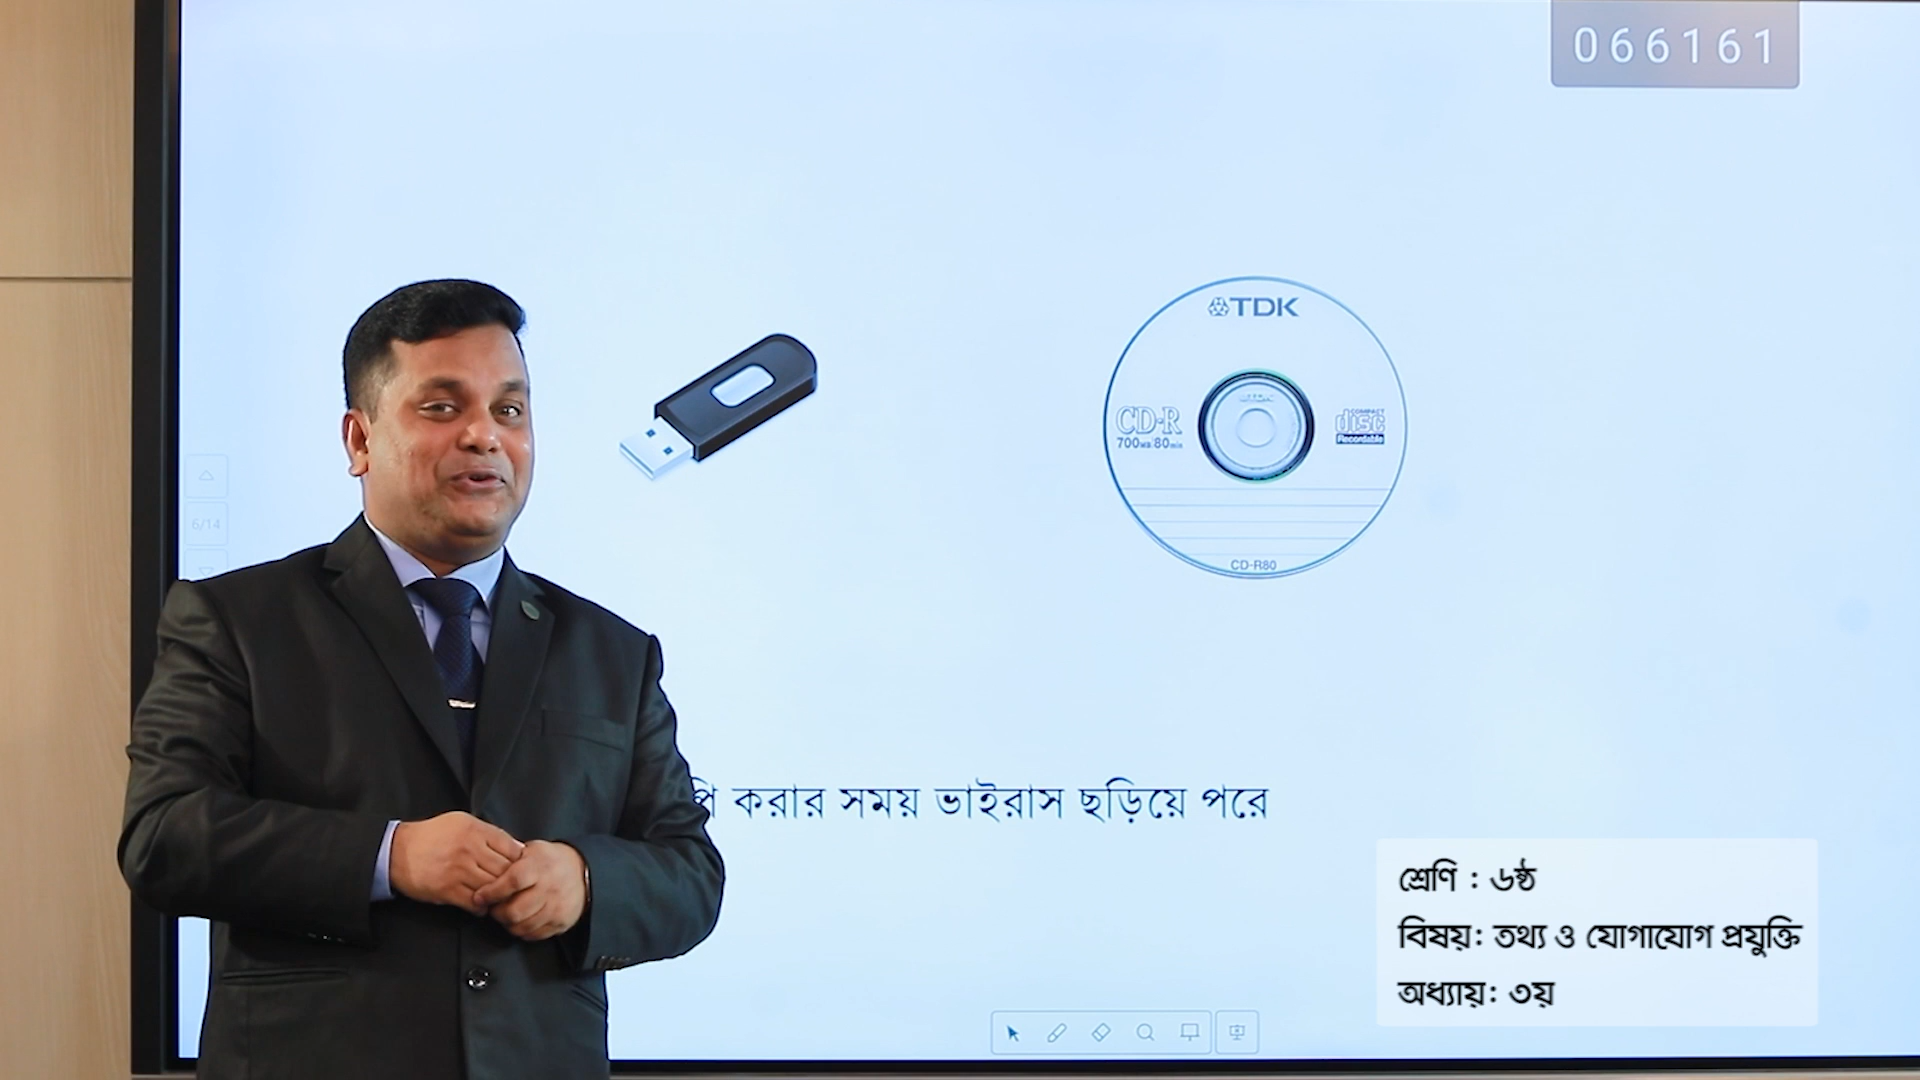 066161
TDK
CD-R
700MB 80min
COMPACT
disc
Recordable
CD-R80
6/14
করার সময় ভাইরাস ছড়িয়ে পরে
শ্রেণি : ৬ষ্ঠ
বিষয়: তথ্য ও যোগাযোগ প্রযুক্তি
অধ্যায়: ৩য়